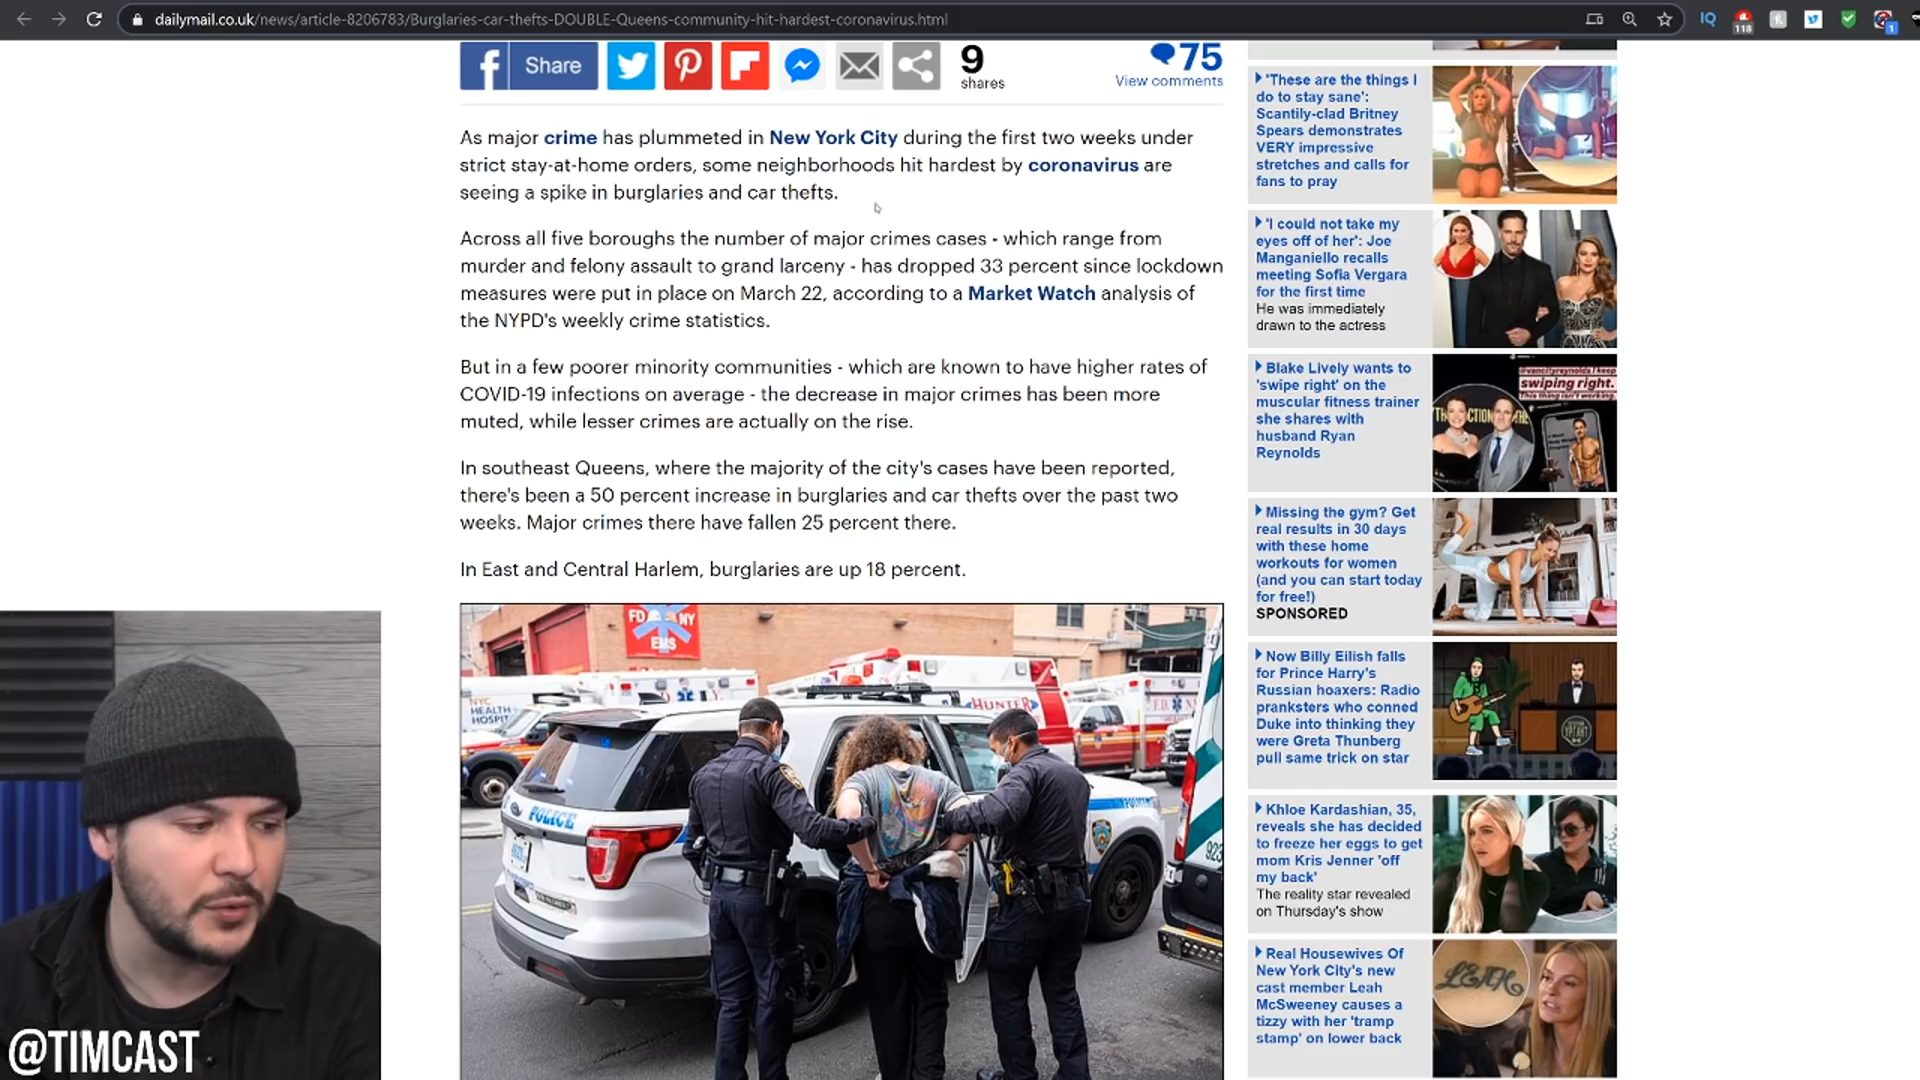 dailymail.co.uk/news/article-8206783/Burglaries-car-thefts-DOUBLE-Queens-community-hit-hardest-coronavirus.html
IQ
118
1
Share
9
shares
75
View comments
As major crime has plummeted in New York City during the first two weeks under
strict stay-at-home orders, some neighborhoods hit hardest by coronavirus are
seeing a spike in burglaries and car thefts.
Across all five boroughs the number of major crimes cases - which range from
murder and felony assault to grand larceny - has dropped 33 percent since lockdown
measures were put in place on March 22, according to a Market Watch analysis of
the NYPD's weekly crime statistics.
But in a few poorer minority communities - which are known to have higher rates of
COVID-19 infections on average - the decrease in major crimes has been more
muted, while lesser crimes are actually on the rise.
In southeast Queens, where the majority of the city's cases have been reported,
there's been a 50 percent increase in burglaries and car thefts over the past two
weeks. Major crimes there have fallen 25 percent there.
In East and Central Harlem, burglaries are up 18 percent.
FD NY
EMS
NYC
HEALTH
HOSPI
HUNTER
POLICE
923
'These are the things I
do to stay sane':
Scantily-clad Britney
Spears demonstrates
VERY impressive
stretches and calls for
fans to pray
'I could not take my
eyes off of her': Joe
Manganiello recalls
meeting Sofia Vergara
for the first time
He was immediately
drawn to the actress
Blake Lively wants to
'swipe right' on the
muscular fitness trainer
she shares with
husband Ryan
Reynolds
@vancityreynolds I keep
swiping right.
This thing isn't working.
Missing the gym? Get
real results in 30 days
with these home
workouts for women
(and you can start today
for free!)
SPONSORED
Now Billy Eilish falls
for Prince Harry's
Russian hoaxers: Radio
pranksters who conned
Duke into thinking they
were Greta Thunberg
pull same trick on star
Khloe Kardashian, 35,
reveals she has decided
to freeze her eggs to get
mom Kris Jenner 'off
my back'
The reality star revealed
on Thursday's show
Real Housewives Of
New York City's new
cast member Leah
McSweeney causes a
tizzy with her 'tramp
stamp' on lower back
@TIMCAST